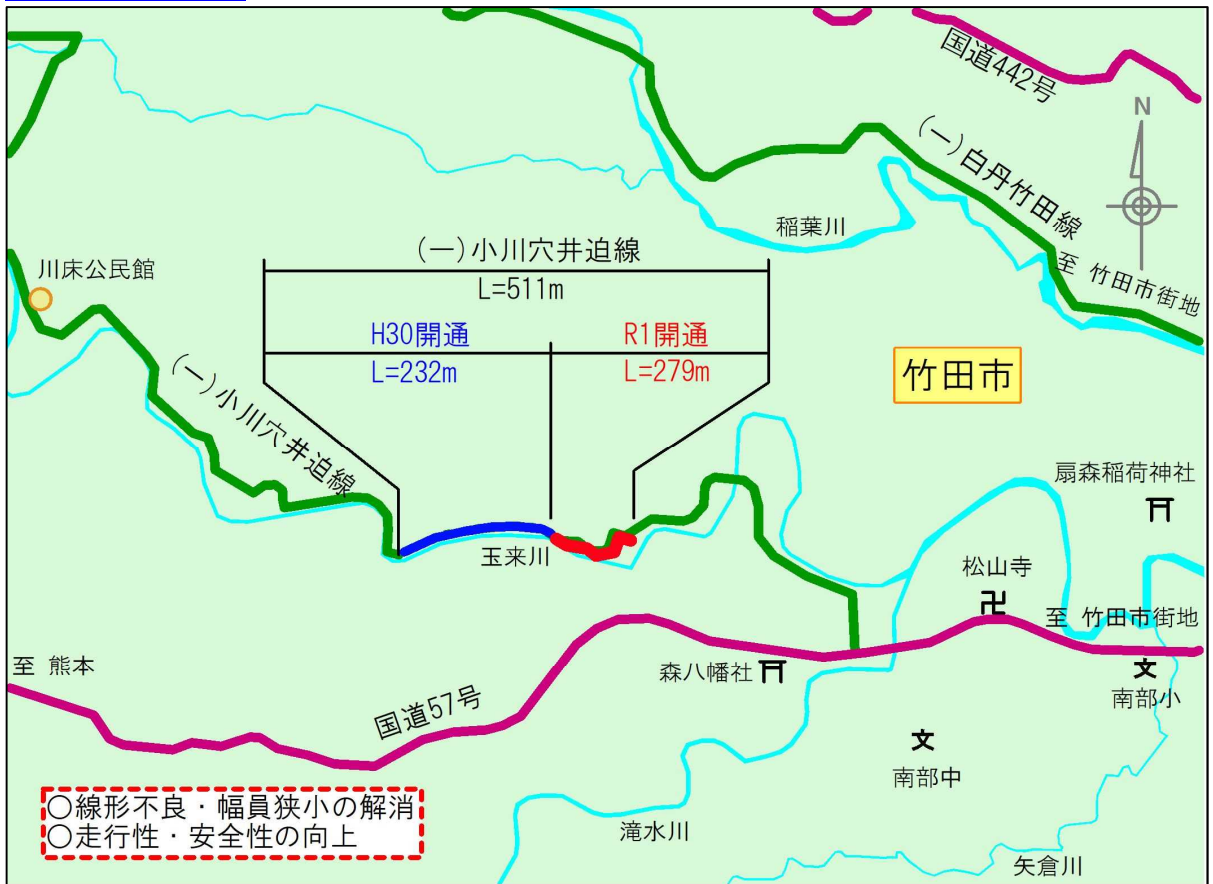 国道442号
N
(一)白丹竹田線
稲葉川
至 竹田市街地
(一)小川穴井迫線
L=511m
川床公民館
H30開通
R1開通
L=232m
L=279m
竹田市
(一)小川穴井迫線
扇森稲荷神社
玉来川
松山寺
至 竹田市街地
至 熊本
森八幡社
文
南部小
国道57号
文
南部中
○線形不良・幅員狭小の解消
○走行性・安全性の向上
滝水川
矢倉川